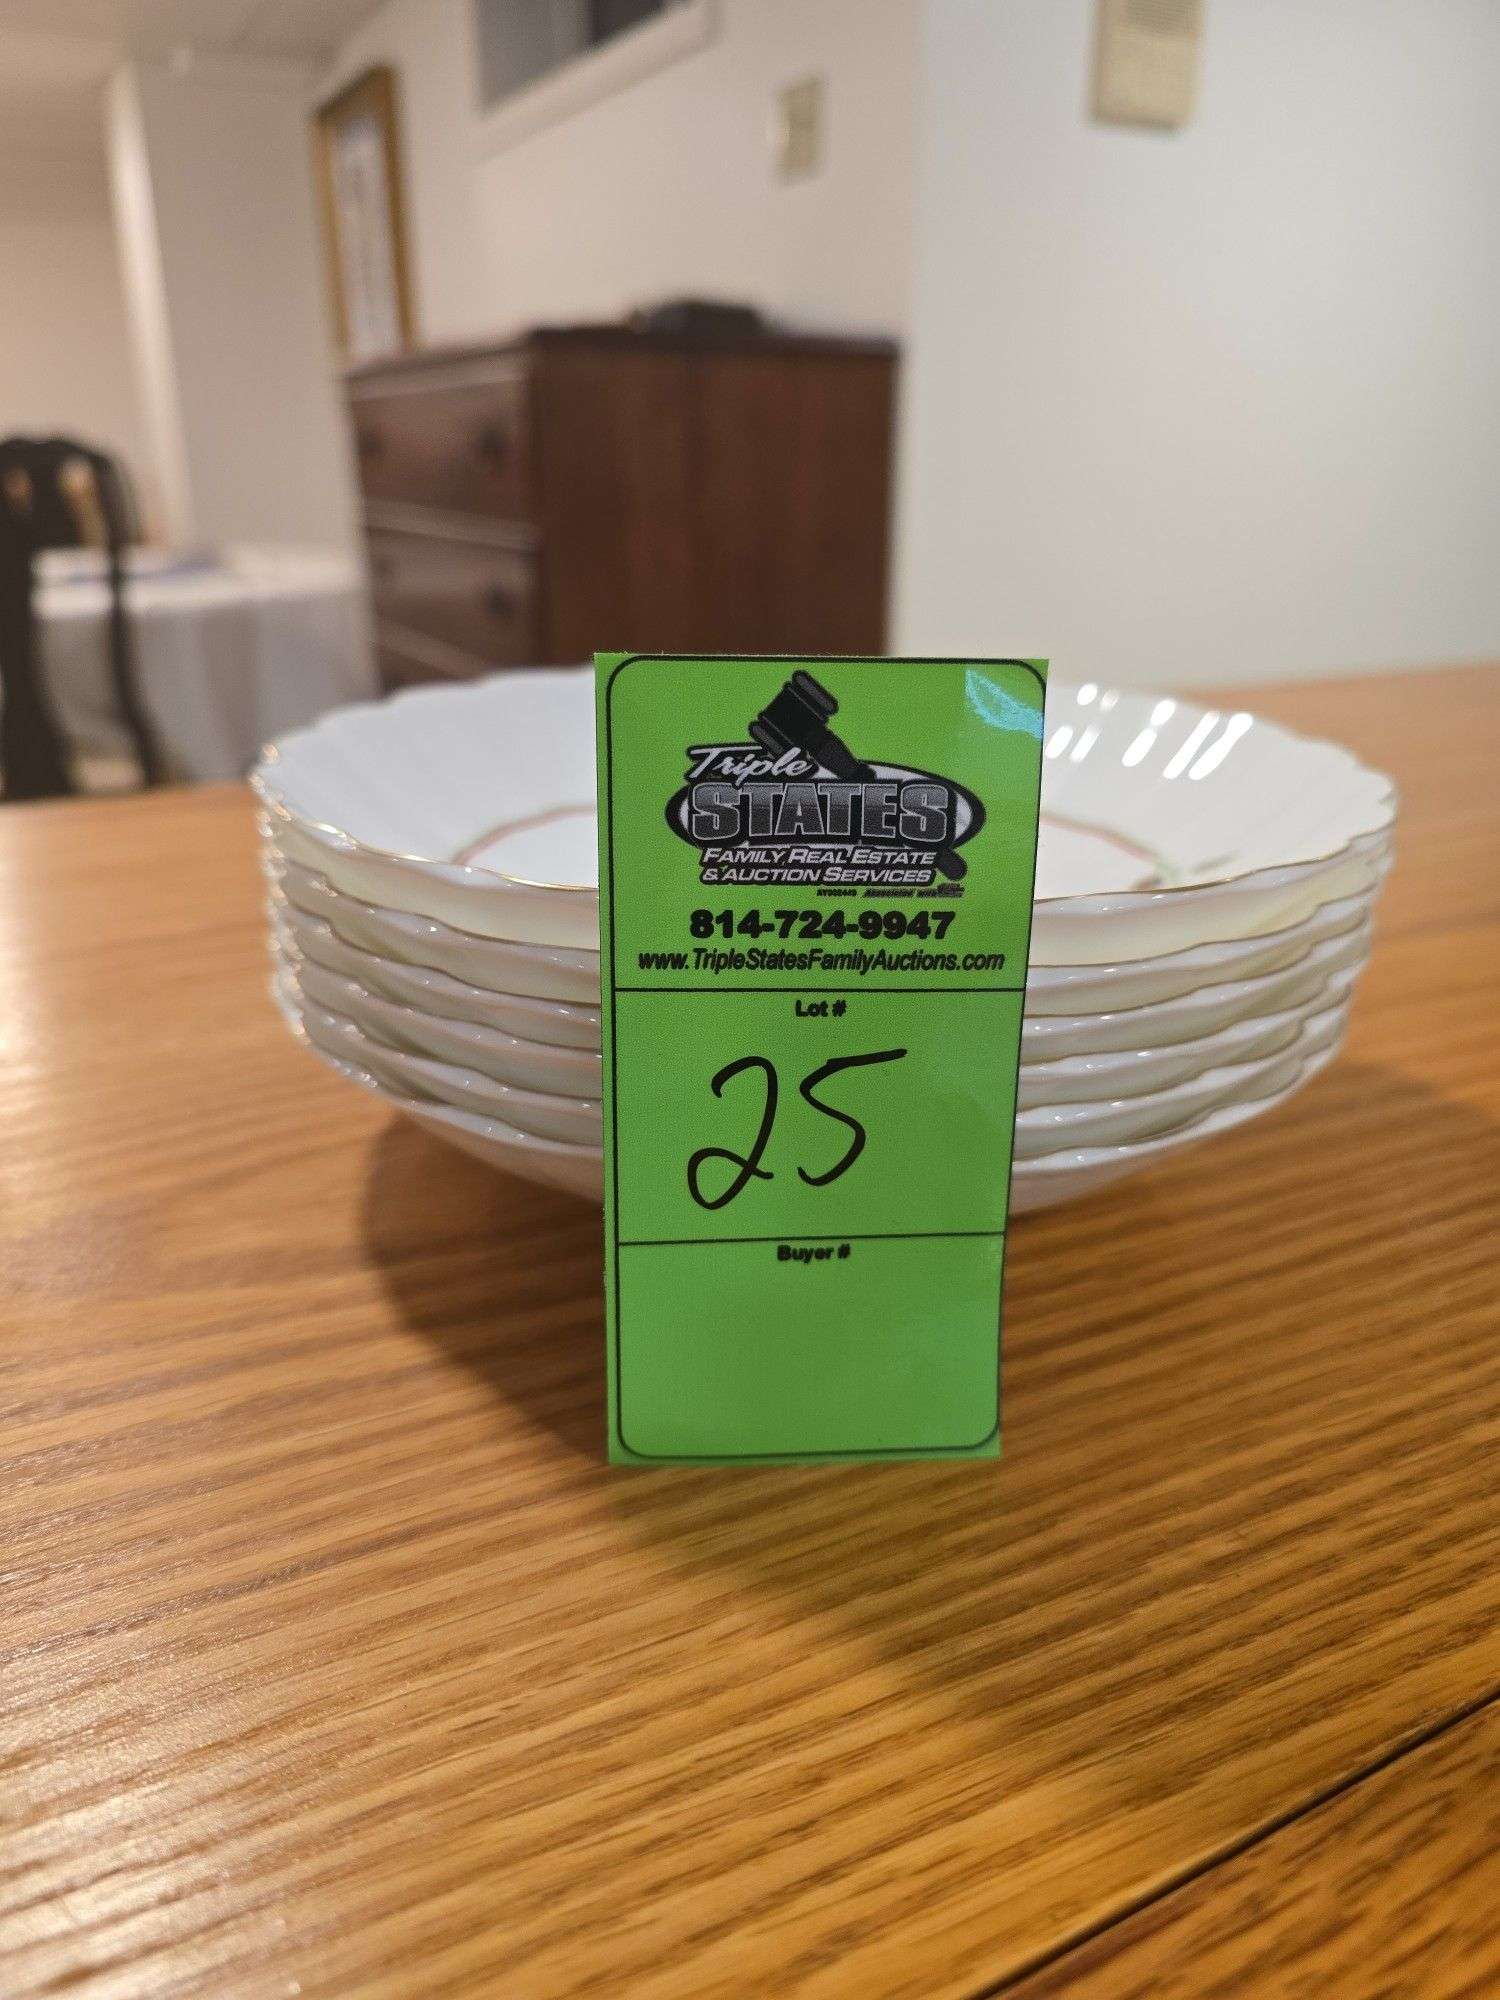 Triple
STATES
FAMILY REAL ESTATE
& AUCTION SERVICES
814-724-9947
www.TripleStatesFamilyAuctions.com
Lot #
25
Buyer #